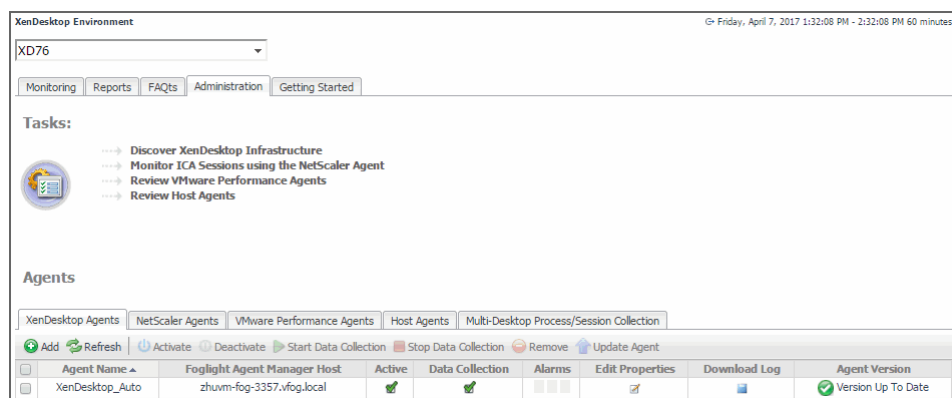 XenDesktop Environment Friday, April 7, 2017 1:32:08 PM - 2:32:08 PM 60 minutes
XD76
Monitoring Reports FAQts Administration Getting Started
Tasks:
Discover XenDesktop Infrastructure
Monitor ICA Sessions using the NetScaler Agent
Review VMware Performance Agents
Review Host Agents
Agents
XenDesktop Agents NetScaler Agents VMware Performance Agents Host Agents Multi-Desktop Process/Session Collection
Add Refresh Activate Deactivate Start Data Collection Stop Data Collection Remove Update Agent
Agent Name Foglight Agent Manager Host Active Data Collection Alarms Edit Properties Download Log Agent Version
XenDesktop_Auto zhuvm-fog-3357.vfog.local Version Up To Date